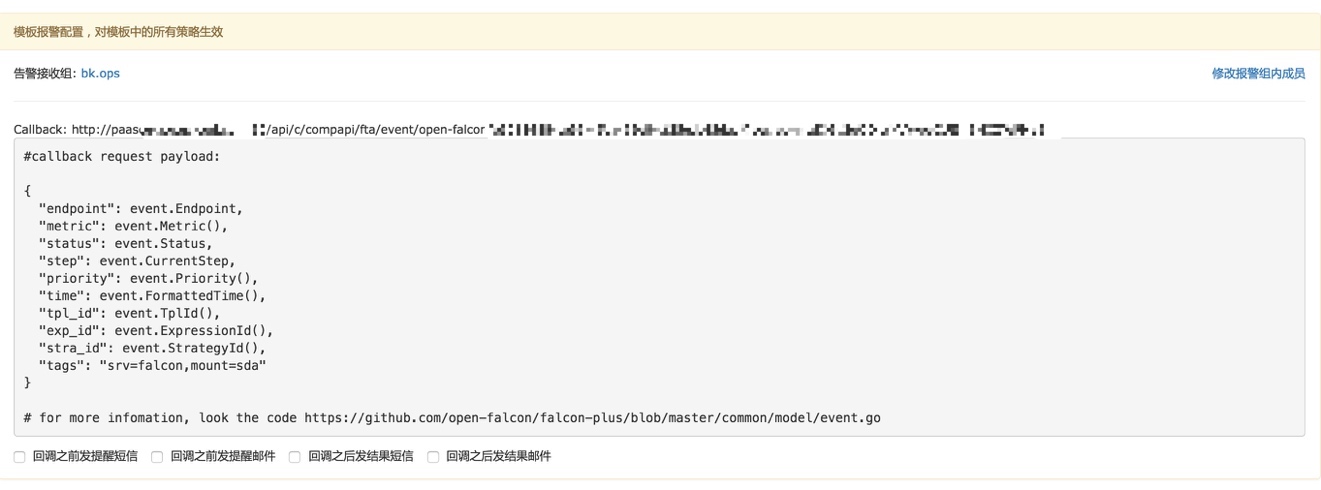 模板报警配置，对模板中的所有策略生效
告警接收组: bk.ops 修改报警组内成员
Callback: http://paas /api/c/compapi/fta/event/open-falcor
#callback request payload:
{
"endpoint": event.Endpoint,
"metric": event.Metric(),
"status": event.Status,
"step": event.CurrentStep,
"priority": event.Priority(),
"time": event.FormattedTime(),
"tpl_id": event.TplId(),
"exp_id": event.ExpressionId(),
"stra_id": event.StrategyId(),
"tags": "srv=falcon,mount=sda"
}
# for more infomation, look the code https://github.com/open-falcon/falcon-plus/blob/master/common/model/event.go
回调之前发提醒短信 回调之前发提醒邮件 回调之后发结果短信 回调之后发结果邮件